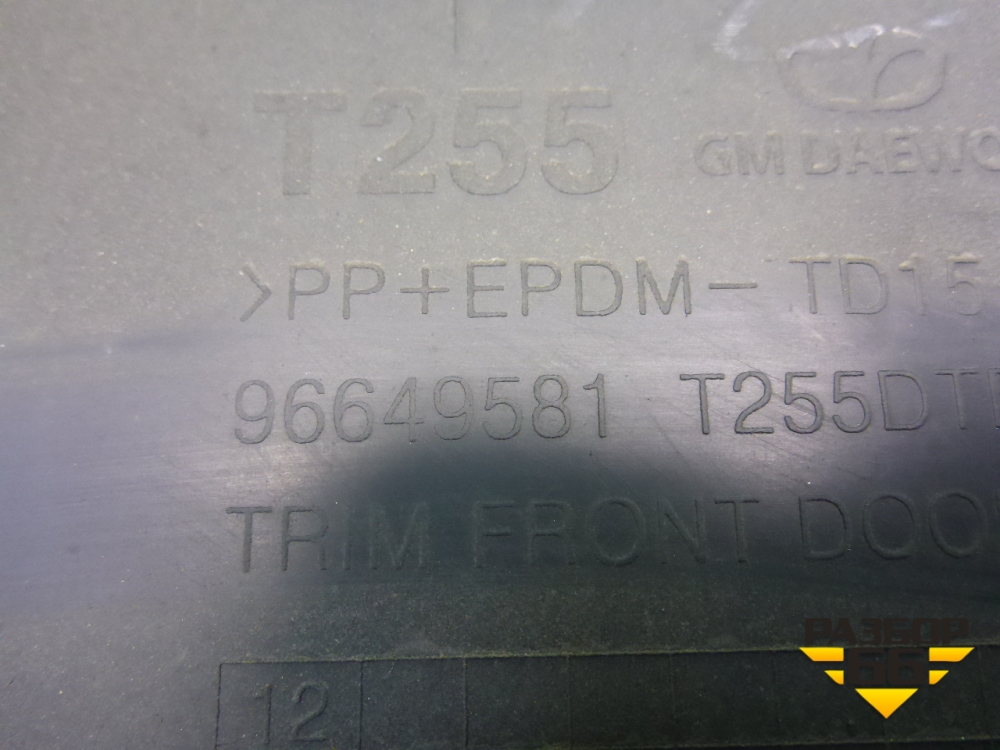 T255
GM DAEWO
>PP+EPDM-TD15
96649581 T255DT
TRIM FRONT DOO
12
РАЗБОР
66